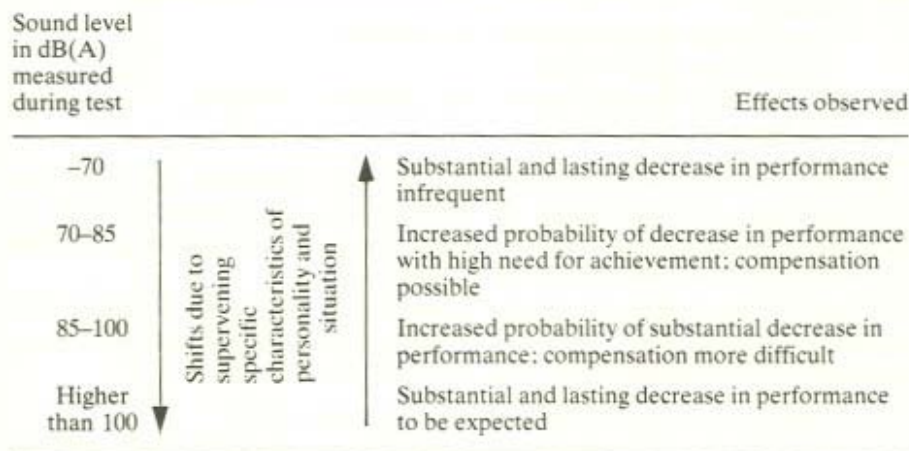 Sound level
in dB(A)
measured
during test
Effects observed
–70
Substantial and lasting decrease in performance
infrequent
70–85
Increased probability of decrease in performance
with high need for achievement; compensation
possible
85–100
Increased probability of substantial decrease in
performance; compensation more difficult
Higher
than 100
Substantial and lasting decrease in performance
to be expected
Shifts due to
supervening
specific
characteristics of
personality and
situation